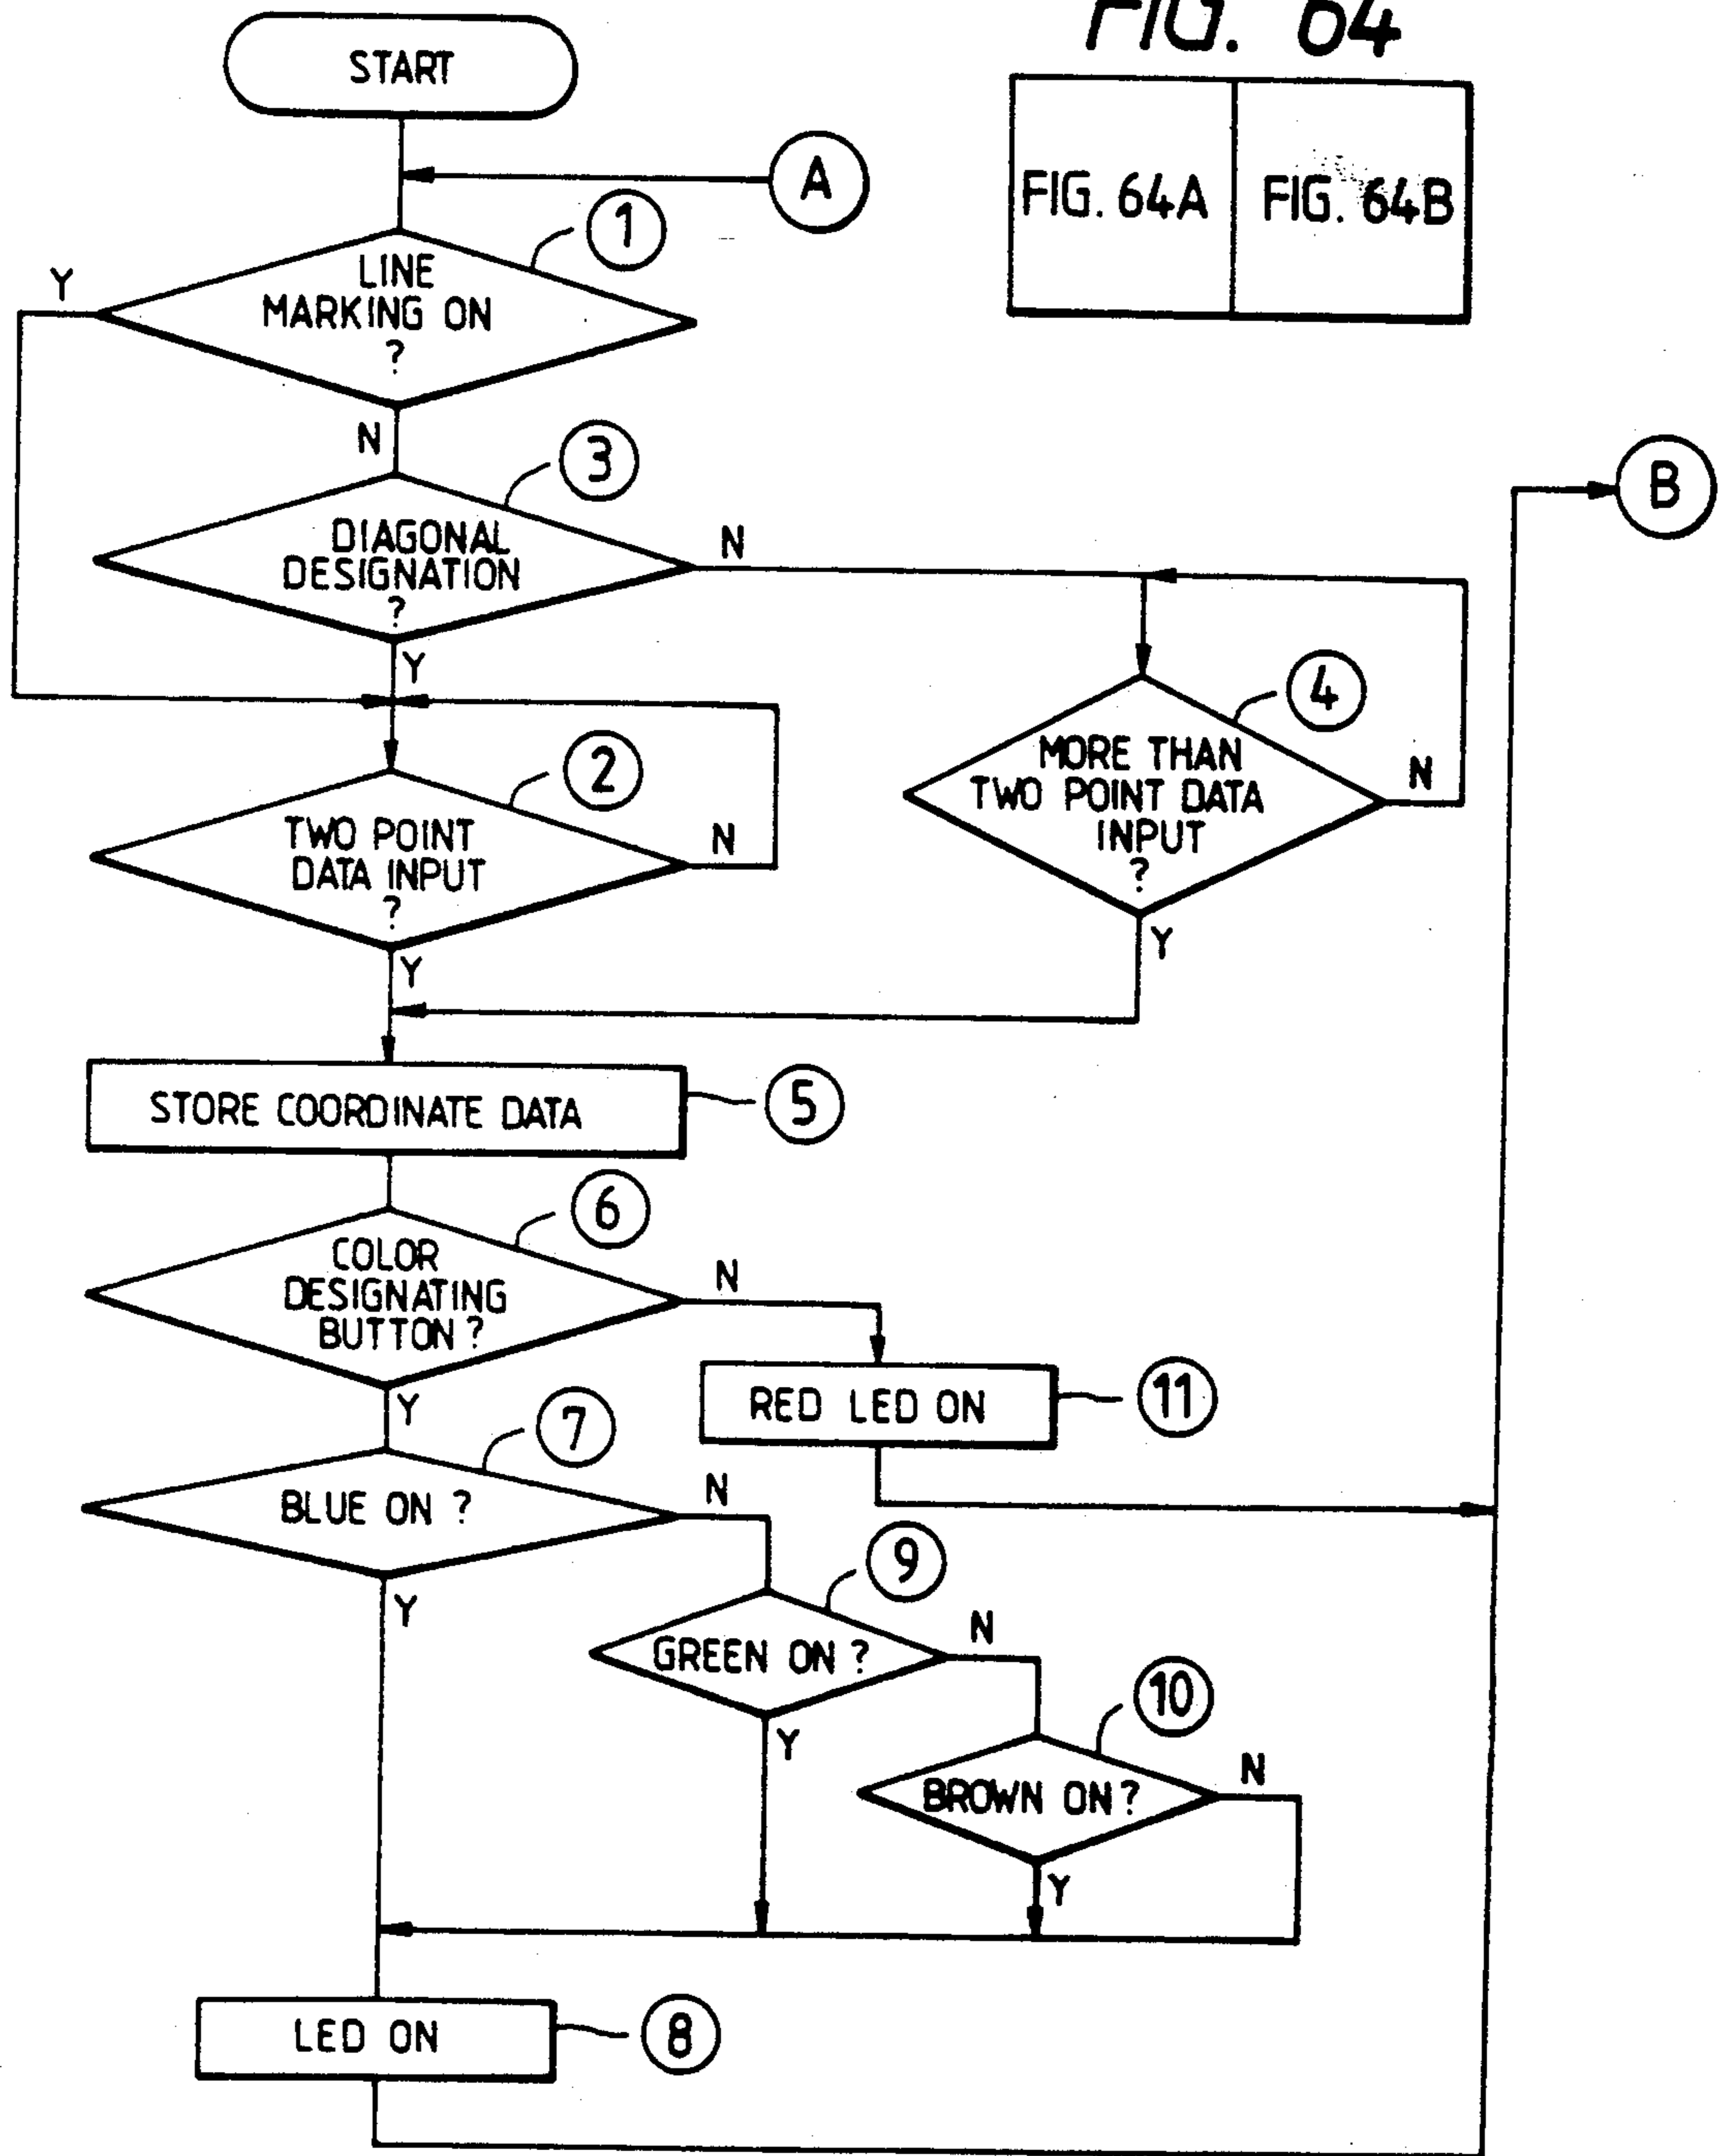 FIG. 64
FIG. 64A
FIG. 64B
START
A
1
LINE
MARKING ON
?
Y
N
3
DIAGONAL
DESIGNATION
?
N
Y
B
4
MORE THAN
TWO POINT DATA
INPUT
?
N
Y
2
TWO POINT
DATA INPUT
?
N
Y
STORE COORDINATE DATA
5
6
COLOR
DESIGNATING
BUTTON ?
N
Y
RED LED ON
11
7
BLUE ON ?
N
Y
9
GREEN ON ?
N
Y
10
BROWN ON ?
N
Y
LED ON
8